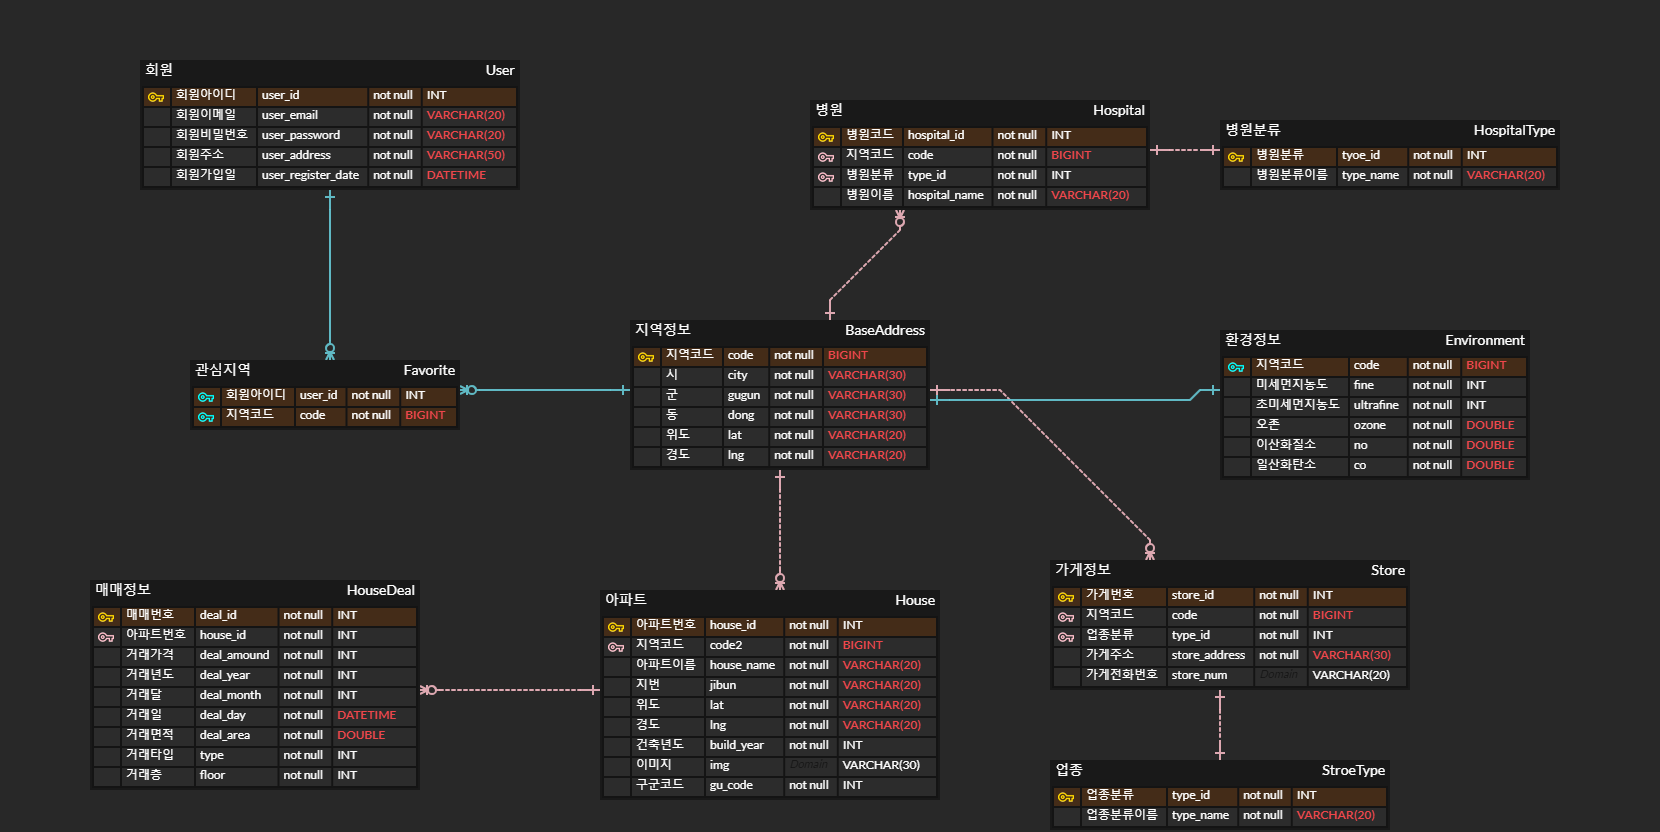 회원 User
회원아이디 user_id not null INT
회원이메일 user_email not null VARCHAR(20)
회원비밀번호 user_password not null VARCHAR(20)
회원주소 user_address not null VARCHAR(50)
회원가입일 user_register_date not null DATETIME
병원 Hospital
병원코드 hospital_id not null INT
지역코드 code not null BIGINT
병원분류 type_id not null INT
병원이름 hospital_name not null VARCHAR(20)
병원분류 HospitalType
병원분류 tyoe_id not null INT
병원분류이름 type_name not null VARCHAR(20)
관심지역 Favorite
회원아이디 user_id not null INT
지역코드 code not null BIGINT
지역정보 BaseAddress
지역코드 code not null BIGINT
시 city not null VARCHAR(30)
군 gugun not null VARCHAR(30)
동 dong not null VARCHAR(30)
위도 lat not null VARCHAR(20)
경도 lng not null VARCHAR(20)
환경정보 Environment
지역코드 code not null BIGINT
미세먼지농도 fine not null INT
초미세먼지농도 ultrafine not null INT
오존 ozone not null DOUBLE
이산화질소 no not null DOUBLE
일산화탄소 co not null DOUBLE
매매정보 HouseDeal
매매번호 deal_id not null INT
아파트번호 house_id not null INT
거래가격 deal_amound not null INT
거래년도 deal_year not null INT
거래달 deal_month not null INT
거래일 deal_day not null DATETIME
거래면적 deal_area not null DOUBLE
거래타입 type not null INT
거래층 floor not null INT
아파트 House
아파트번호 house_id not null INT
지역코드 code2 not null BIGINT
아파트이름 house_name not null VARCHAR(20)
지번 jibun not null VARCHAR(20)
위도 lat not null VARCHAR(20)
경도 lng not null VARCHAR(20)
건축년도 build_year not null INT
이미지 img Domain VARCHAR(30)
구군코드 gu_code not null INT
가게정보 Store
가게번호 store_id not null INT
지역코드 code not null BIGINT
업종분류 type_id not null INT
가게주소 store_address not null VARCHAR(30)
가게전화번호 store_num Domain VARCHAR(20)
업종 StroeType
업종분류 type_id not null INT
업종분류이름 type_name not null VARCHAR(20)